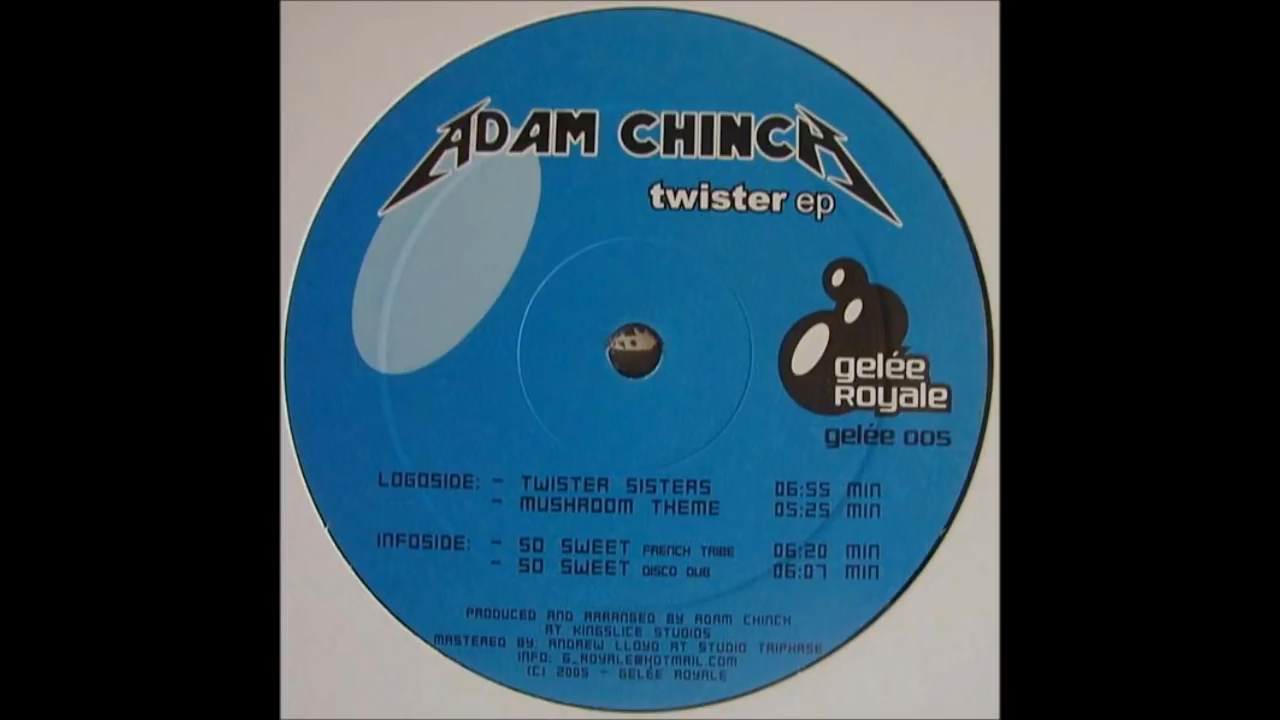 ADAM CHINCH
twister ep
gelée
Royale
gelée 005
LOGOSIDE: - TWISTER SISTERS 06:55 MIN
- MUSHROOM THEME 05:25 MIN
INFOSIDE: - SO SWEET FRENCH TRIBE 06:20 MIN
- SO SWEET DISCO DUB 06:07 MIN
PRODUCED AND ARRANGED BY ADAM CHINCH
AT KINGSLICE STUDIOS
MASTERED BY: ANDREW LLOYD AT STUDIO TRIPHASE
INFO: G_ROYALE@HOTMAIL.COM
(C) 2005 - GELÉE ROYALE